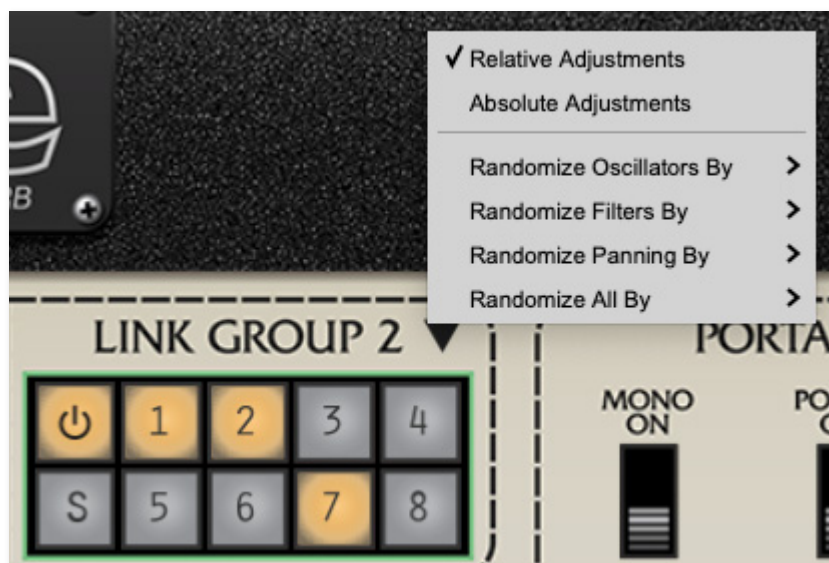 ✓ Relative Adjustments
Absolute Adjustments
Randomize Oscillators By >
Randomize Filters By >
Randomize Panning By >
Randomize All By >
LINK GROUP 2
1 2 3 4
S 5 6 7 8
MONO
ON